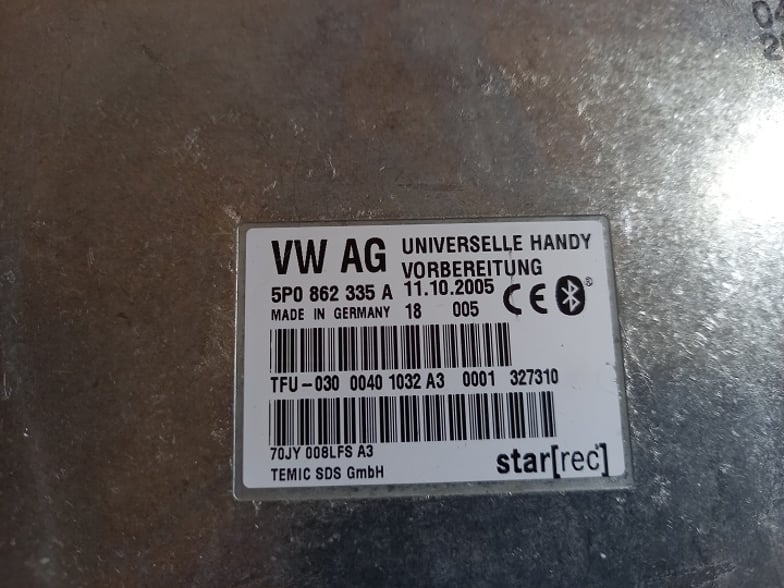 VW AG UNIVERSELLE HANDY
VORBEREITUNG
5P0 862 335 A 11.10.2005
MADE IN GERMANY 18 005
CE
TFU-030 0040 1032 A3 0001 327310
70JY 008LFS A3
TEMIC SDS GmbH
star[rec]